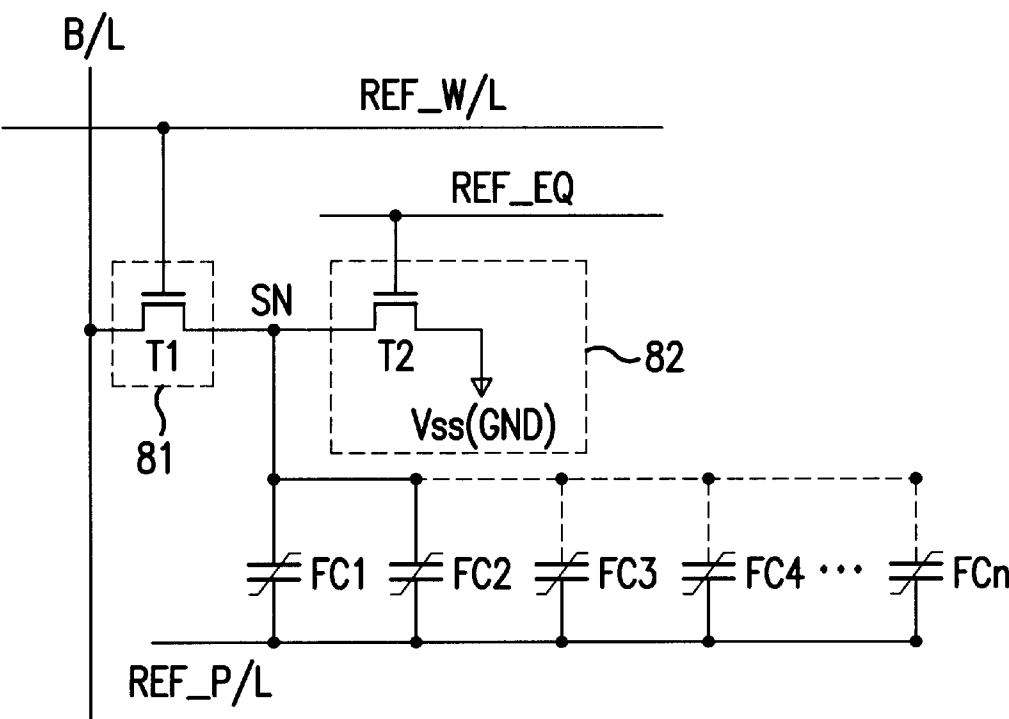 B/L
REF_W/L
REF_EQ
SN
T1
T2
82
Vss(GND)
81
FC1 FC2 FC3 FC4 ··· FCn
REF_P/L